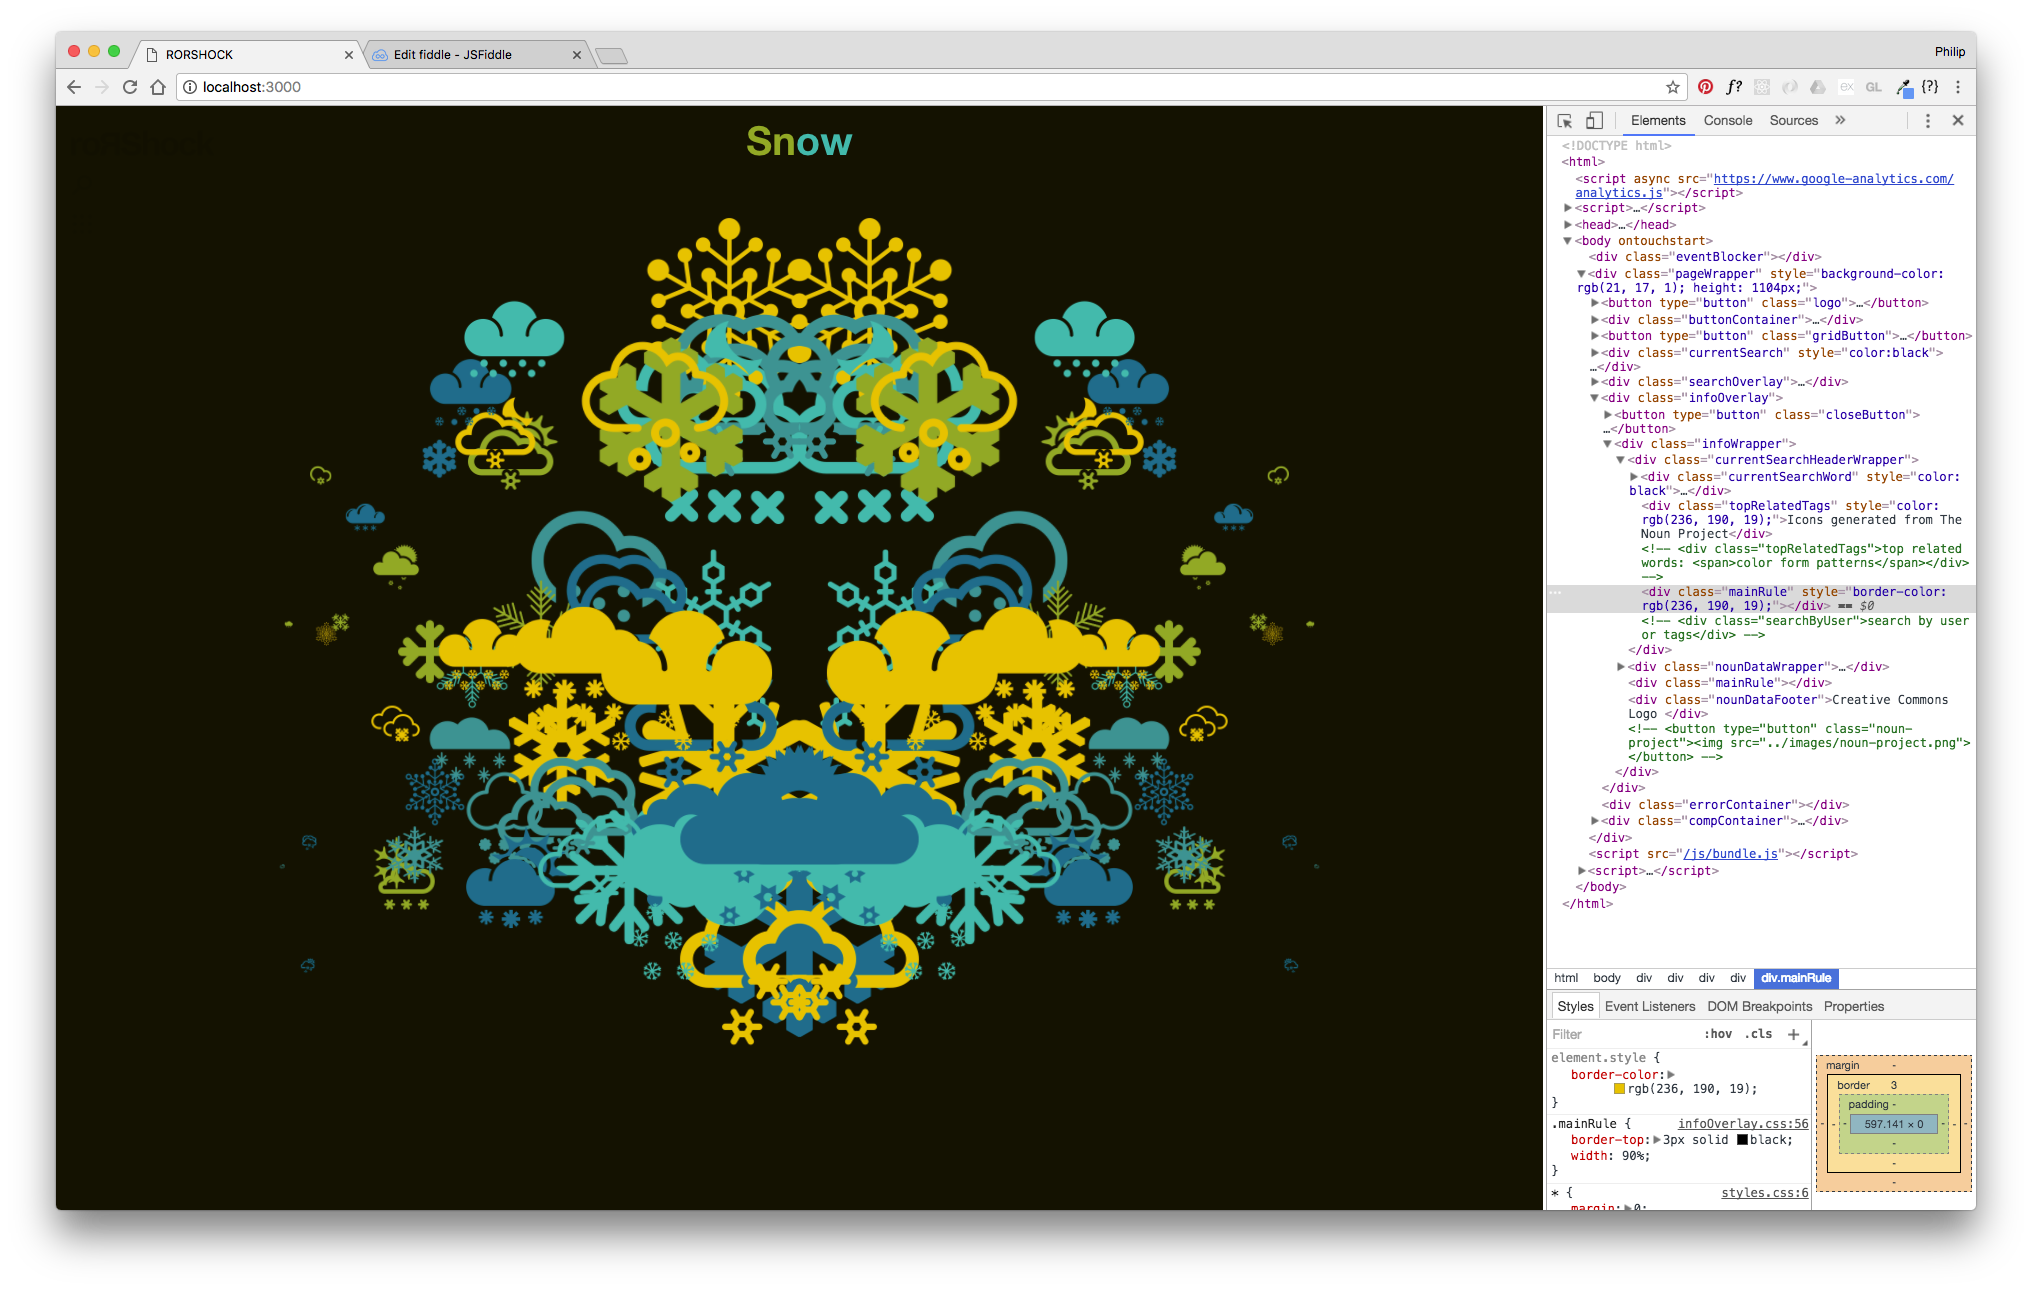 RORSHOCK
Edit fiddle - JSFiddle
Philip
localhost:3000
f?
ex
GL
{?}
rorShock
Snow
Elements Console Sources »
<!DOCTYPE html>
<html>
<script async src="https://www.google-analytics.com/
analytics.js"></script>
<script>…</script>
<head>…</head>
<body ontouchstart>
<div class="eventBlocker"></div>
<div class="pageWrapper" style="background-color:
rgb(21, 17, 1); height: 1104px;">
<button type="button" class="logo">…</button>
<div class="buttonContainer">…</div>
<button type="button" class="gridButton">…</button>
<div class="currentSearch" style="color:black">
…</div>
<div class="searchOverlay">…</div>
<div class="infoOverlay">
<button type="button" class="closeButton">
…</button>
<div class="infoWrapper">
<div class="currentSearchHeaderWrapper">
<div class="currentSearchWord" style="color:
black">…</div>
<div class="topRelatedTags" style="color:
rgb(236, 190, 19);">Icons generated from The
Noun Project</div>
<!-- <div class="topRelatedTags">top related
words: <span>color form patterns</span></div>
-->
<div class="mainRule" style="border-color:
rgb(236, 190, 19);"></div> == $0
<!-- <div class="searchByUser">search by user
or tags</div> -->
</div>
<div class="nounDataWrapper">…</div>
<div class="mainRule"></div>
<div class="nounDataFooter">Creative Commons
Logo </div>
<!-- <button type="button" class="noun-
project"><img src="../images/noun-project.png">
</button> -->
</div>
</div>
<div class="errorContainer"></div>
<div class="compContainer">…</div>
</div>
<script src="/js/bundle.js"></script>
<script>…</script>
</body>
</html>
html body div div div div div.mainRule
Styles Event Listeners DOM Breakpoints Properties
Filter :hov .cls +
element.style {
border-color:
rgb(236, 190, 19);
}
.mainRule { infoOverlay.css:56
border-top: 3px solid black;
width: 90%;
}
* { styles.css:6
margin: 0;
margin -
border 3
padding -
- - - 597.141 × 0 - - -
-
-
-